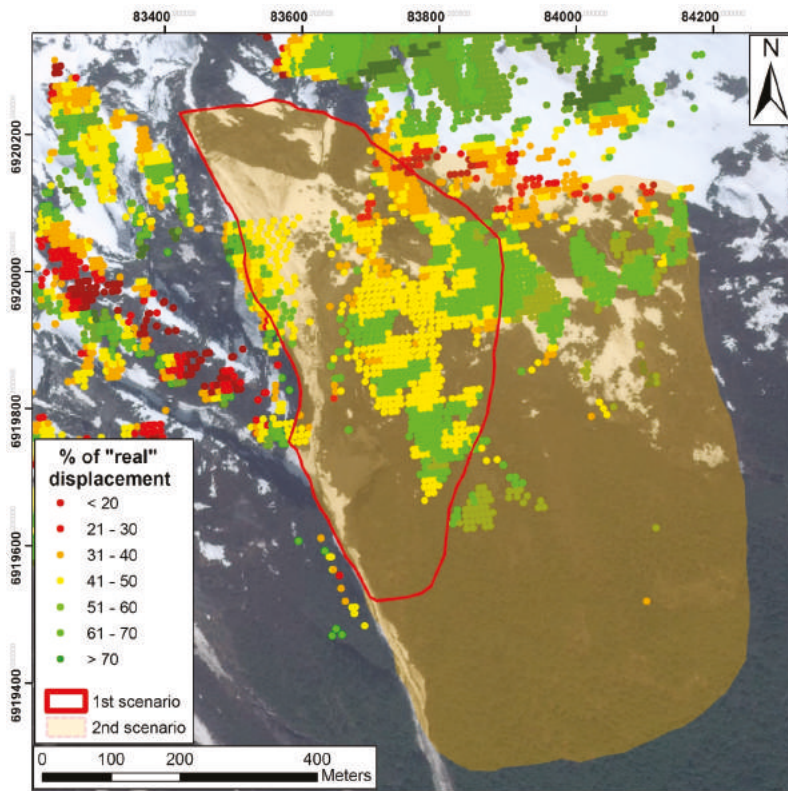 83400 83600 83800 84000 84200
N
6920200
6920000
6919800
6919600
6919400
% of "real"
displacement
< 20
21 - 30
31 - 40
41 - 50
51 - 60
61 - 70
> 70
1st scenario
2nd scenario
0 100 200 400
Meters